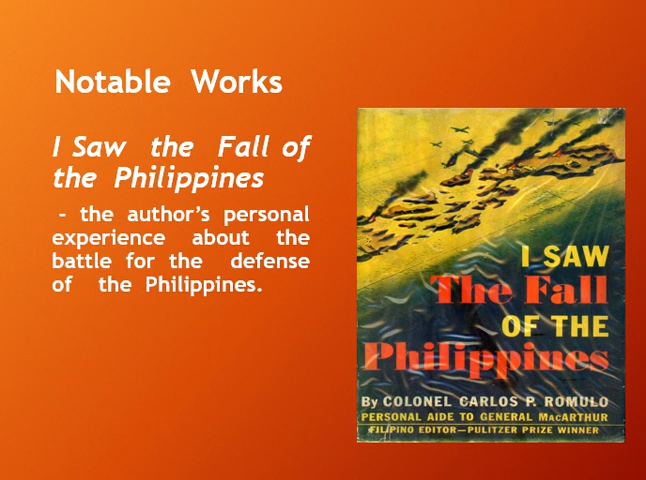 Notable Works
I Saw the Fall of
the Philippines
- the author's personal
experience about the
battle for the defense
of the Philippines.
I SAW
The Fall
OF THE
Philippines
By COLONEL CARLOS P. ROMULO
PERSONAL AIDE TO GENERAL MACARTHUR
FILIPINO EDITOR—PULITZER PRIZE WINNER